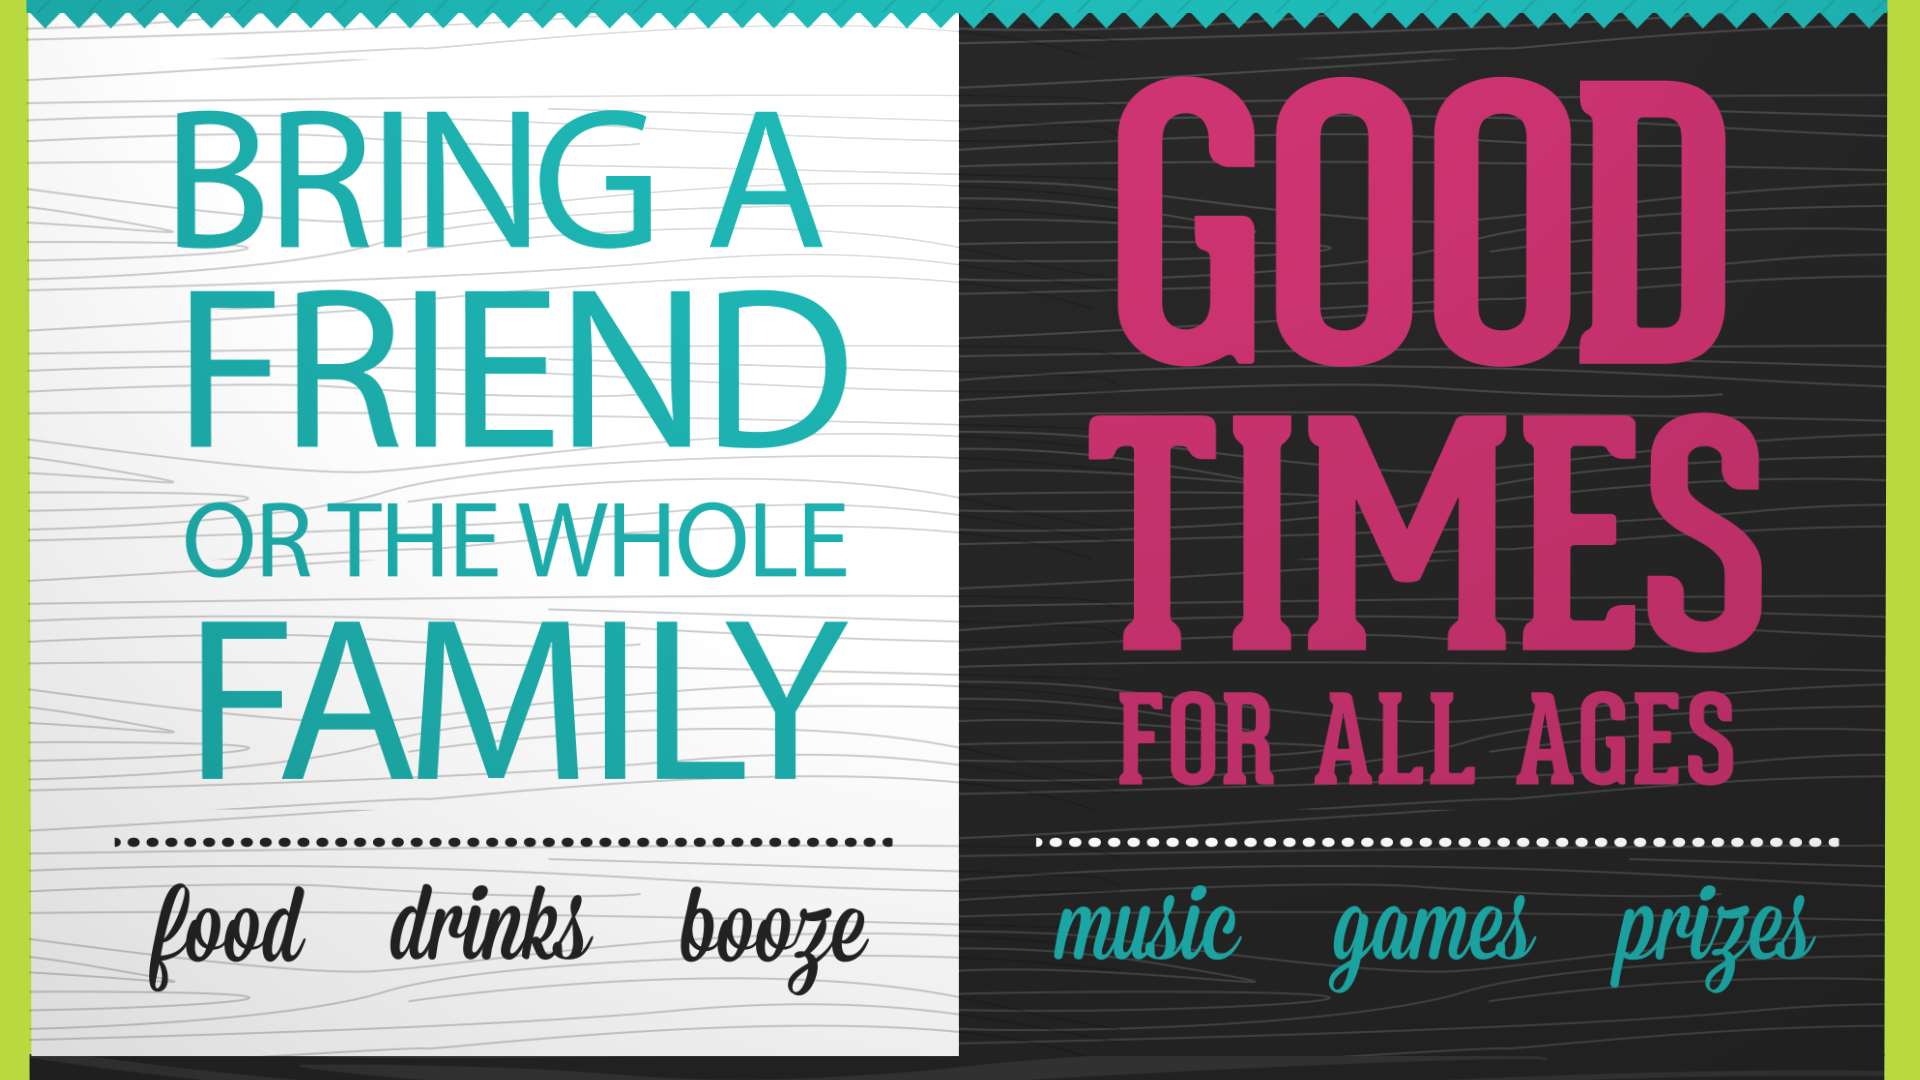 BRING A
FRIEND
OR THE WHOLE
FAMILY
food drinks booze
GOOD
TIMES
FOR ALL AGES
music games prizes